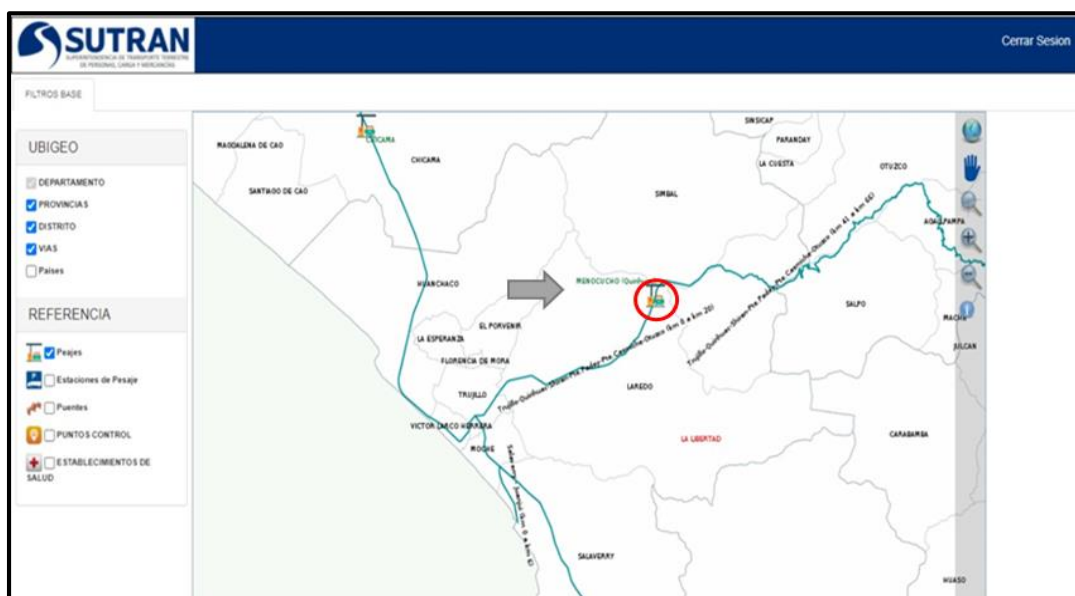 SUTRAN
SUPERINTENDENCIA DE TRANSPORTE TERRESTRE
DE PERSONAS, CARGA Y MERCANCÍAS
Cerrar Sesion
FILTROS BASE
UBIGEO
DEPARTAMENTO
PROVINCIAS
DISTRITO
VIAS
Países
REFERENCIA
Peajes
Estaciones de Pesaje
Puentes
PUNTOS CONTROL
ESTABLECIMIENTOS DE
SALUD
CHICAMA
MAGDALENA DE CAO
CHICAMA
SANTIAGO DE CAO
SINSICAP
PARANDAY
LA CUESTA
OTUZCO
SIMBAL
AGALLPAMPA
HUANCHACO
MENOCUCHO
SALPO
MACHE
JULCAN
EL PORVENIR
LA ESPERANZA
FLORENCIA DE MORA
TRUJILLO
LAREDO
VICTOR LARCO HERRERA
MOCHE
LA LIBERTAD
CARABAMBA
SALAVERRY
HUASO